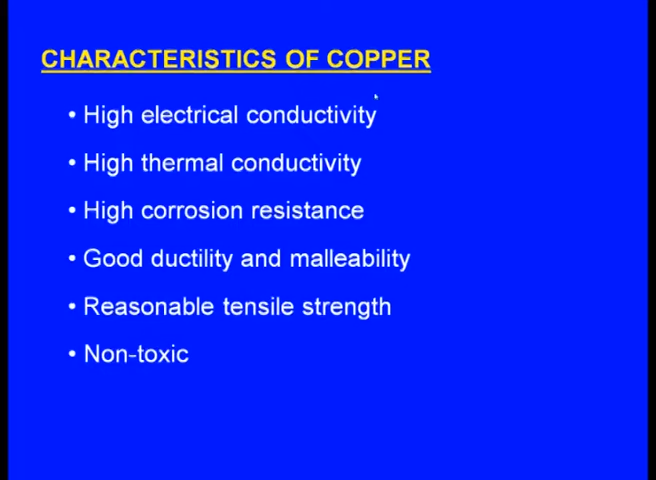 CHARACTERISTICS OF COPPER
• High electrical conductivity
• High thermal conductivity
• High corrosion resistance
• Good ductility and malleability
• Reasonable tensile strength
• Non-toxic